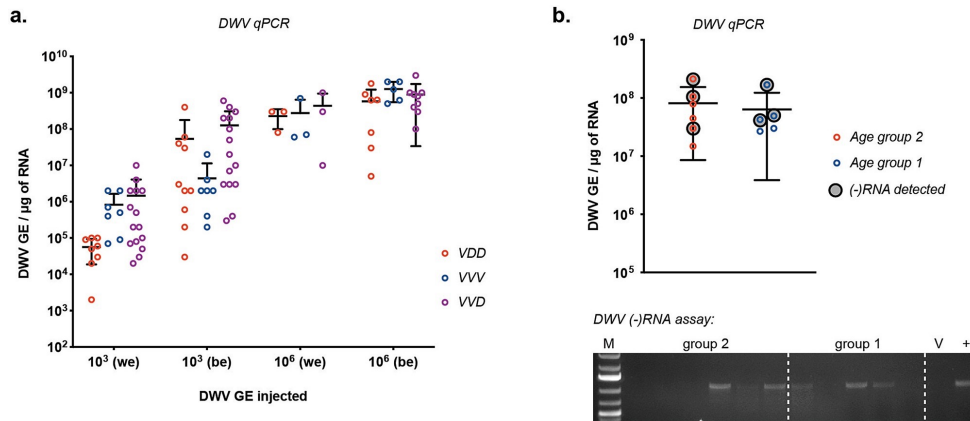 a.
DWV qPCR
DWV GE / µg of RNA
10¹⁰
10⁹
10⁸
10⁷
10⁶
10⁵
10⁴
10³
10²
10³ (we)
10³ (be)
10⁶ (we)
10⁶ (be)
DWV GE injected
VDD
VVV
VVD
b.
DWV qPCR
DWV GE / µg of RNA
10⁹
10⁸
10⁷
10⁶
10⁵
Age group 2
Age group 1
(-)RNA detected
DWV (-)RNA assay:
M group 2 group 1 V +